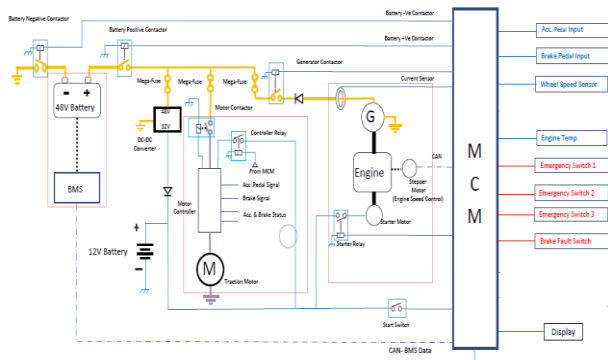 Battery Negative Contactor
Battery Positive Contactor
Battery -Ve Contactor
Battery +Ve Contactor
Generator Contactor
Current Sensor
Mega-fuse
Mega-fuse
Mega-fuse
Motor Contactor
- +
48V Battery
BMS
48V
12V
DC-DC
Converter
Controller Relay
From MCM
Acc. Pedal Signal
Brake Signal
Acc. & Brake Status
Motor
Controller
+
12V Battery
-
M
Traction Motor
G
Engine
CAN
Stepper
Motor
(Engine Speed Control)
Starter Motor
Starter Relay
Start Switch
CAN- BMS Data
M
C
M
Acc. Pedal Input
Brake Pedal Input
Wheel Speed Sensor
Engine Temp.
Emergency Switch 1
Emergency Switch 2
Emergency Switch 3
Brake Fault Switch
Display